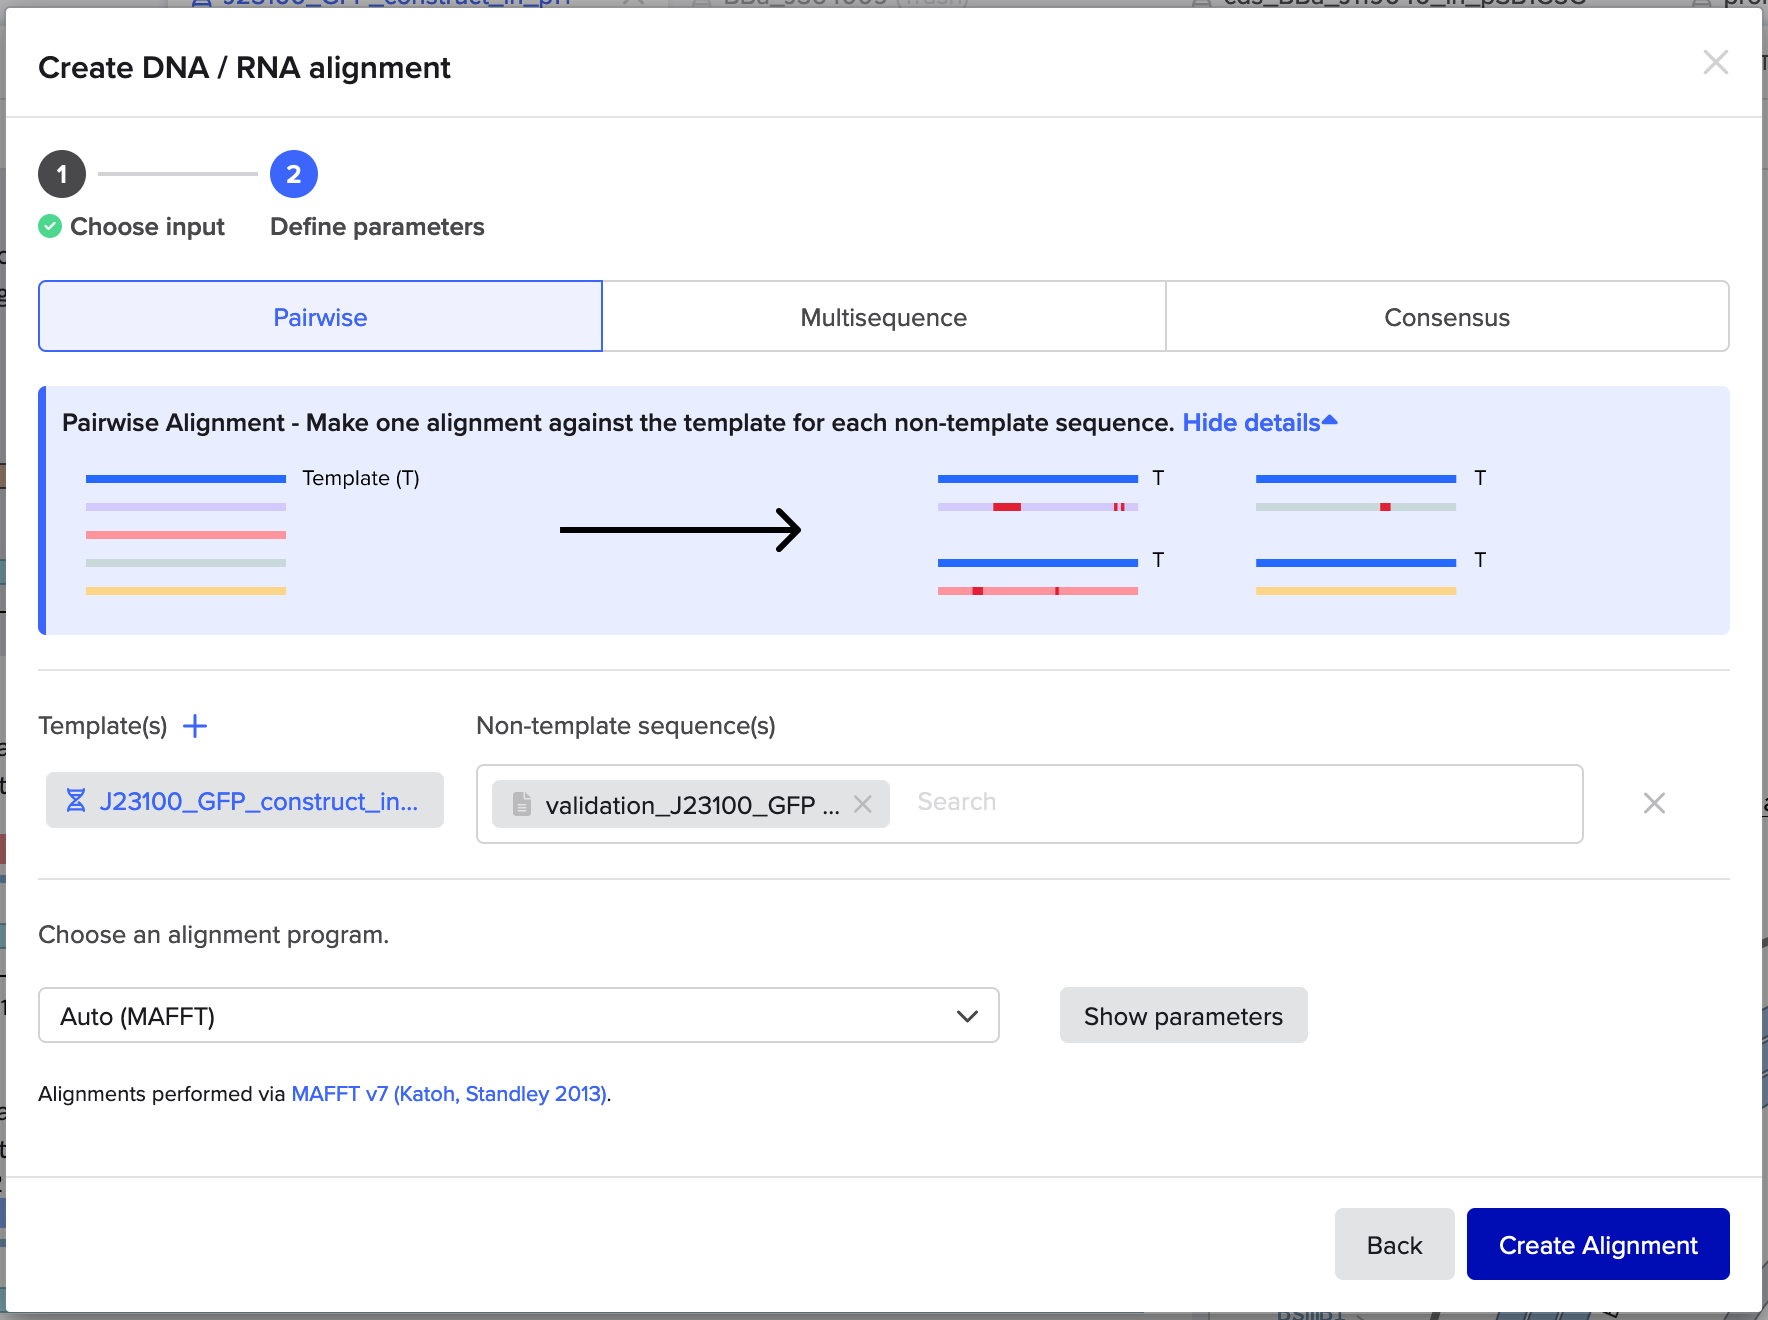 Create DNA / RNA alignment
1
2
Choose input
Define parameters
Pairwise
Multisequence
Consensus
Pairwise Alignment - Make one alignment against the template for each non-template sequence. Hide details
Template (T)
T
T
T
T
Template(s)
Non-template sequence(s)
J23100_GFP_construct_in...
validation_J23100_GFP ...
Search
Choose an alignment program.
Auto (MAFFT)
Show parameters
Alignments performed via MAFFT v7 (Katoh, Standley 2013).
Back
Create Alignment